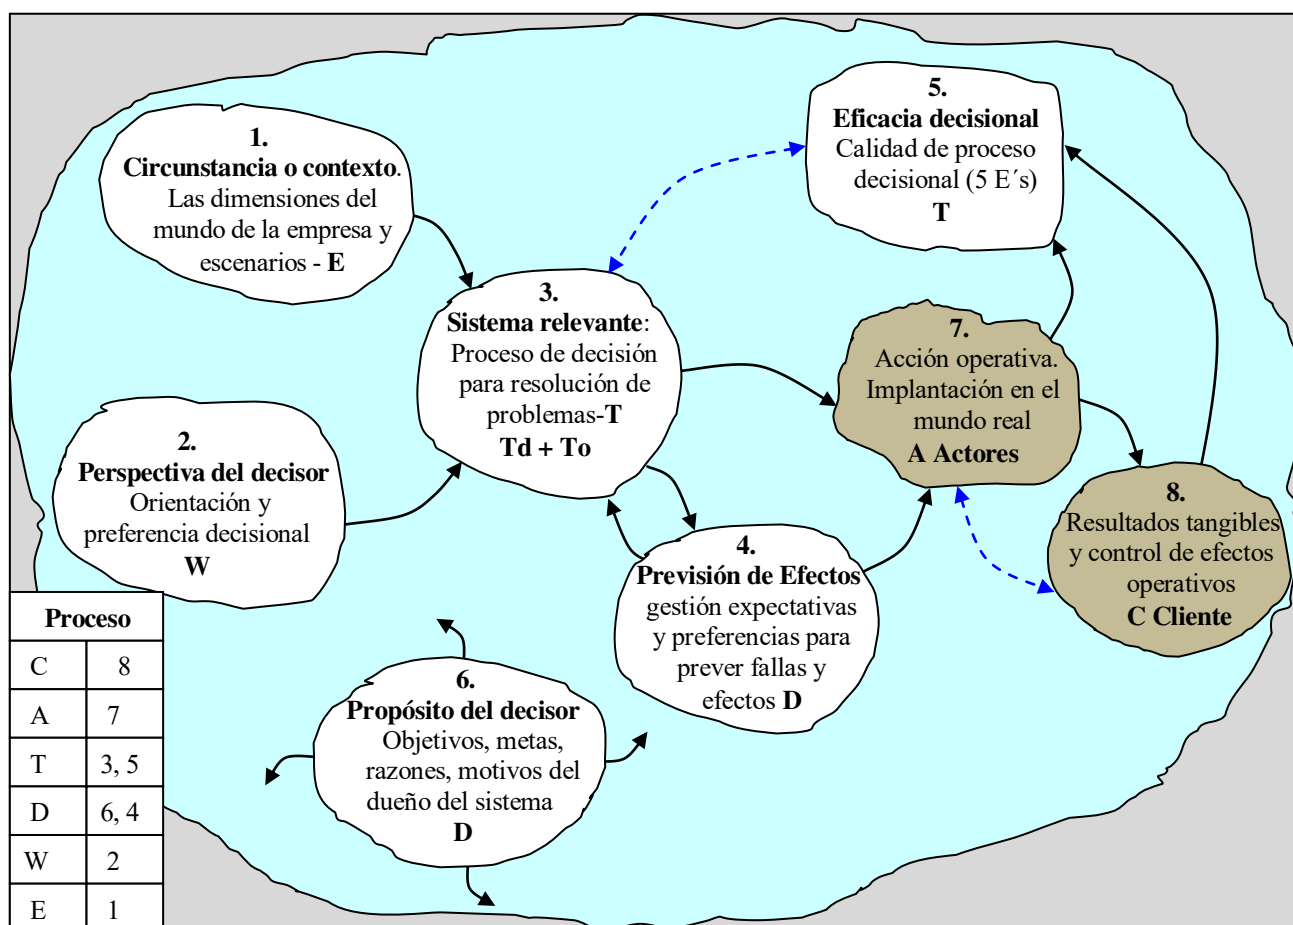 1.
Circunstancia o contexto.
Las dimensiones del
mundo de la empresa y
escenarios - E
2.
Perspectiva del decisor
Orientación y
preferencia decisional
W
3.
Sistema relevante:
Proceso de decisión
para resolución de
problemas-T
Td + To
4.
Previsión de Efectos
gestión expectativas
y preferencias para
prever fallas y
efectos D
5.
Eficacia decisional
Calidad de proceso
decisional (5 E´s)
T
6.
Propósito del decisor
Objetivos, metas,
razones, motivos del
dueño del sistema
D
7.
Acción operativa.
Implantación en el
mundo real
A Actores
8.
Resultados tangibles
y control de efectos
operativos
C Cliente
Proceso
C 8
A 7
T 3, 5
D 6, 4
W 2
E 1